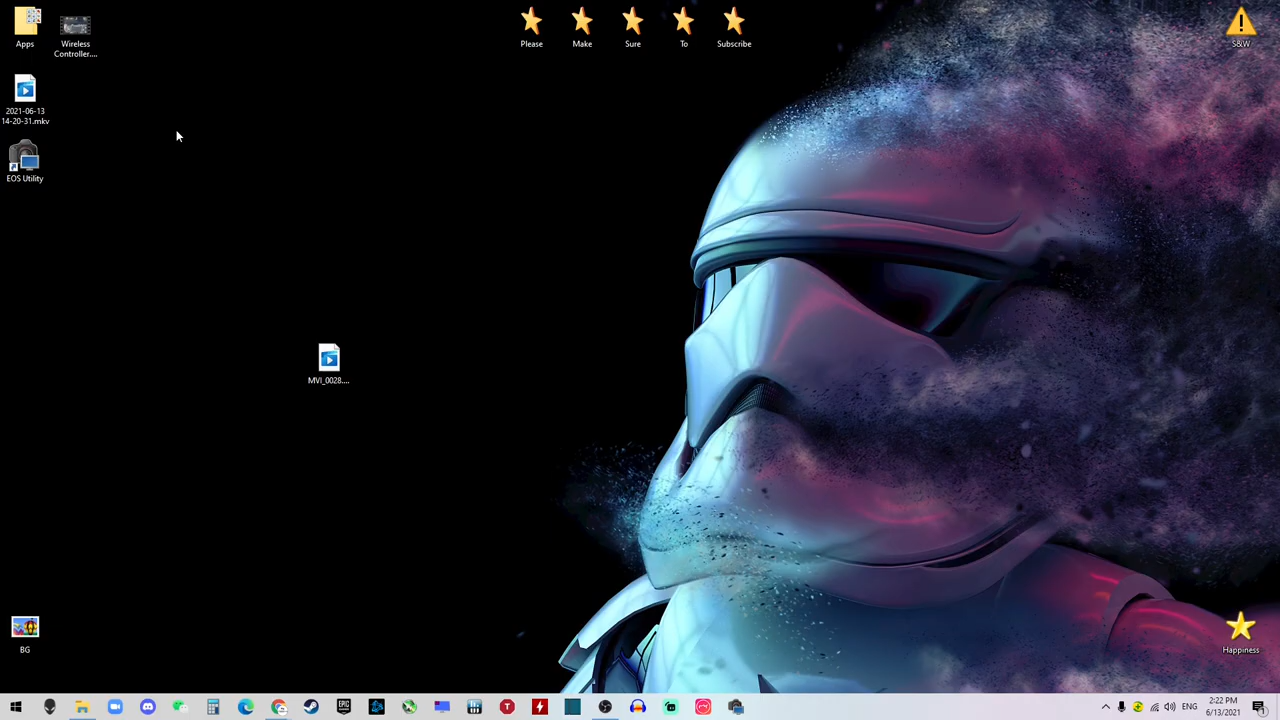 Apps
Wireless
Controller....
Please
Make
Sure
To
Subscribe
S&W
2021-06-13
14-20-31.mkv
EOS Utility
MVI_0028....
BG
Happiness
EPIC
ENG
2:22 PM
6/13/2021